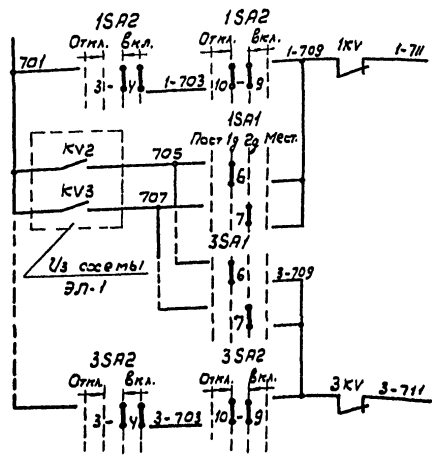 1SA2 1SA2
Откл. Вкл. Откл. Вкл.
701 1-709 1KV 1-711
3- 4 1-703 10- 9
1SA1
Пост 1д 2д Мест.
KV2 705
6
KV3 707
7
3SA1
Из схемы
ЭЛ-1
6 3-709
7
3SA2 3SA2
Откл. Вкл. Откл. Вкл.
3KV 3-711
3- 4 3-703 10- 9